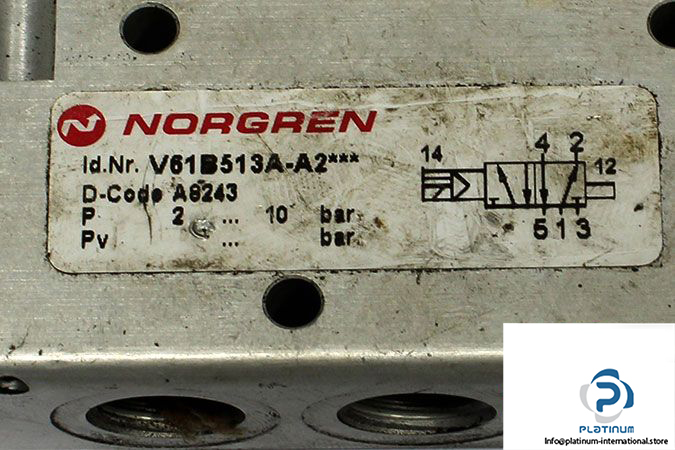 NORGREN
Id.Nr. V61B513A-A2***
D-Code A8243
P 2 ... 10 bar
Pv ... bar
14 4 2 12
5 1 3
PLATINUM
Info@platinum-international.store